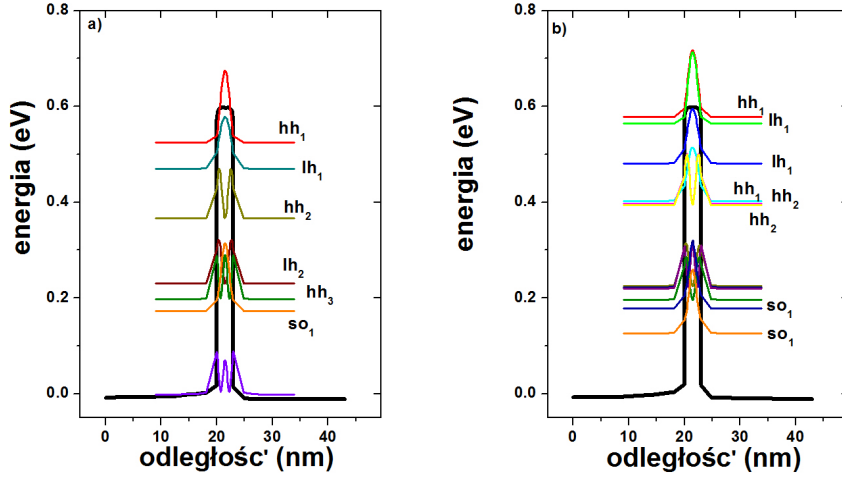 a)
energia (eV)
0.8
0.6
0.4
0.2
0.0
hh1
lh1
hh2
lh2
hh3
so1
0 10 20 30 40
odległośc' (nm)
b)
energia (eV)
0.8
0.6
0.4
0.2
0.0
hh1
lh1
lh1
hh1
hh2
hh2
so1
so1
0 10 20 30 40
odległośc' (nm)